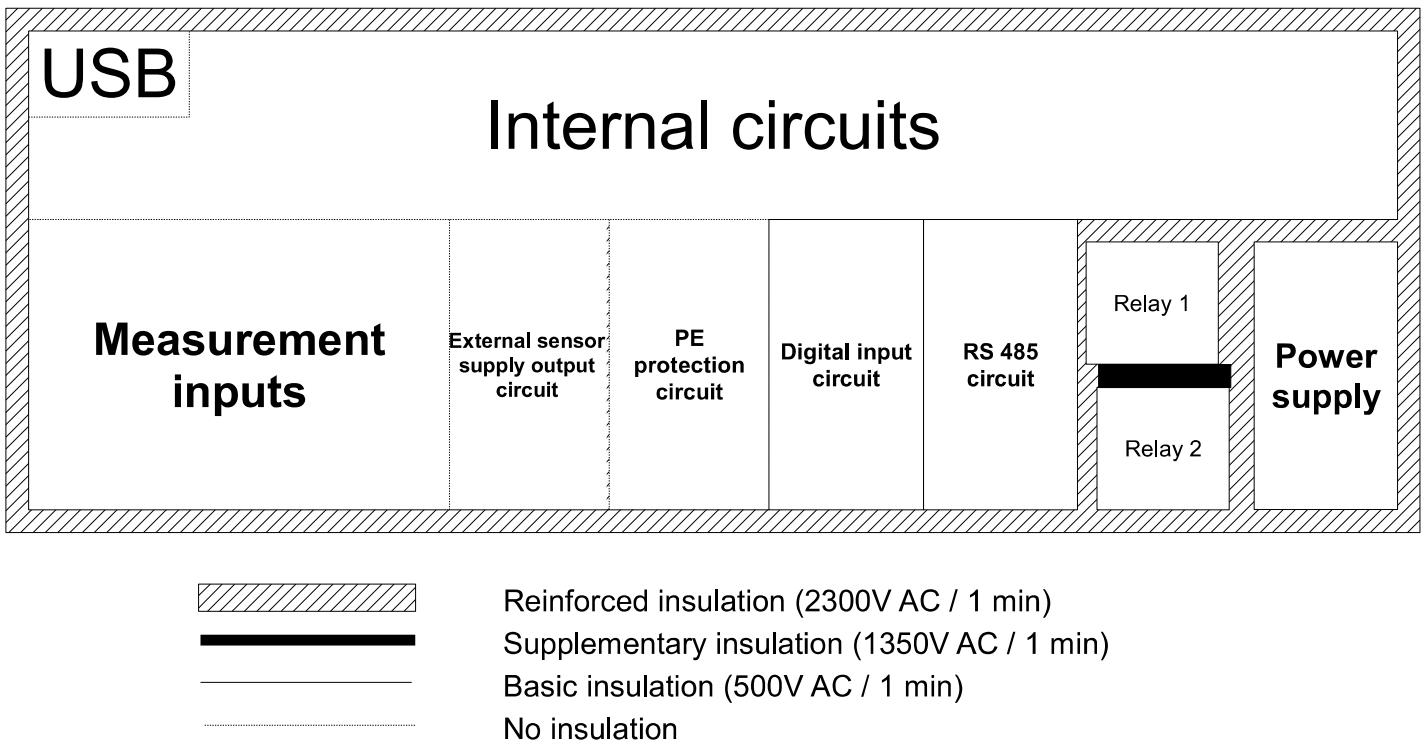 USB
Internal circuits
Measurement
inputs
External sensor
supply output
circuit
PE
protection
circuit
Digital input
circuit
RS 485
circuit
Relay 1
Relay 2
Power
supply
Reinforced insulation (2300V AC / 1 min)
Supplementary insulation (1350V AC / 1 min)
Basic insulation (500V AC / 1 min)
No insulation